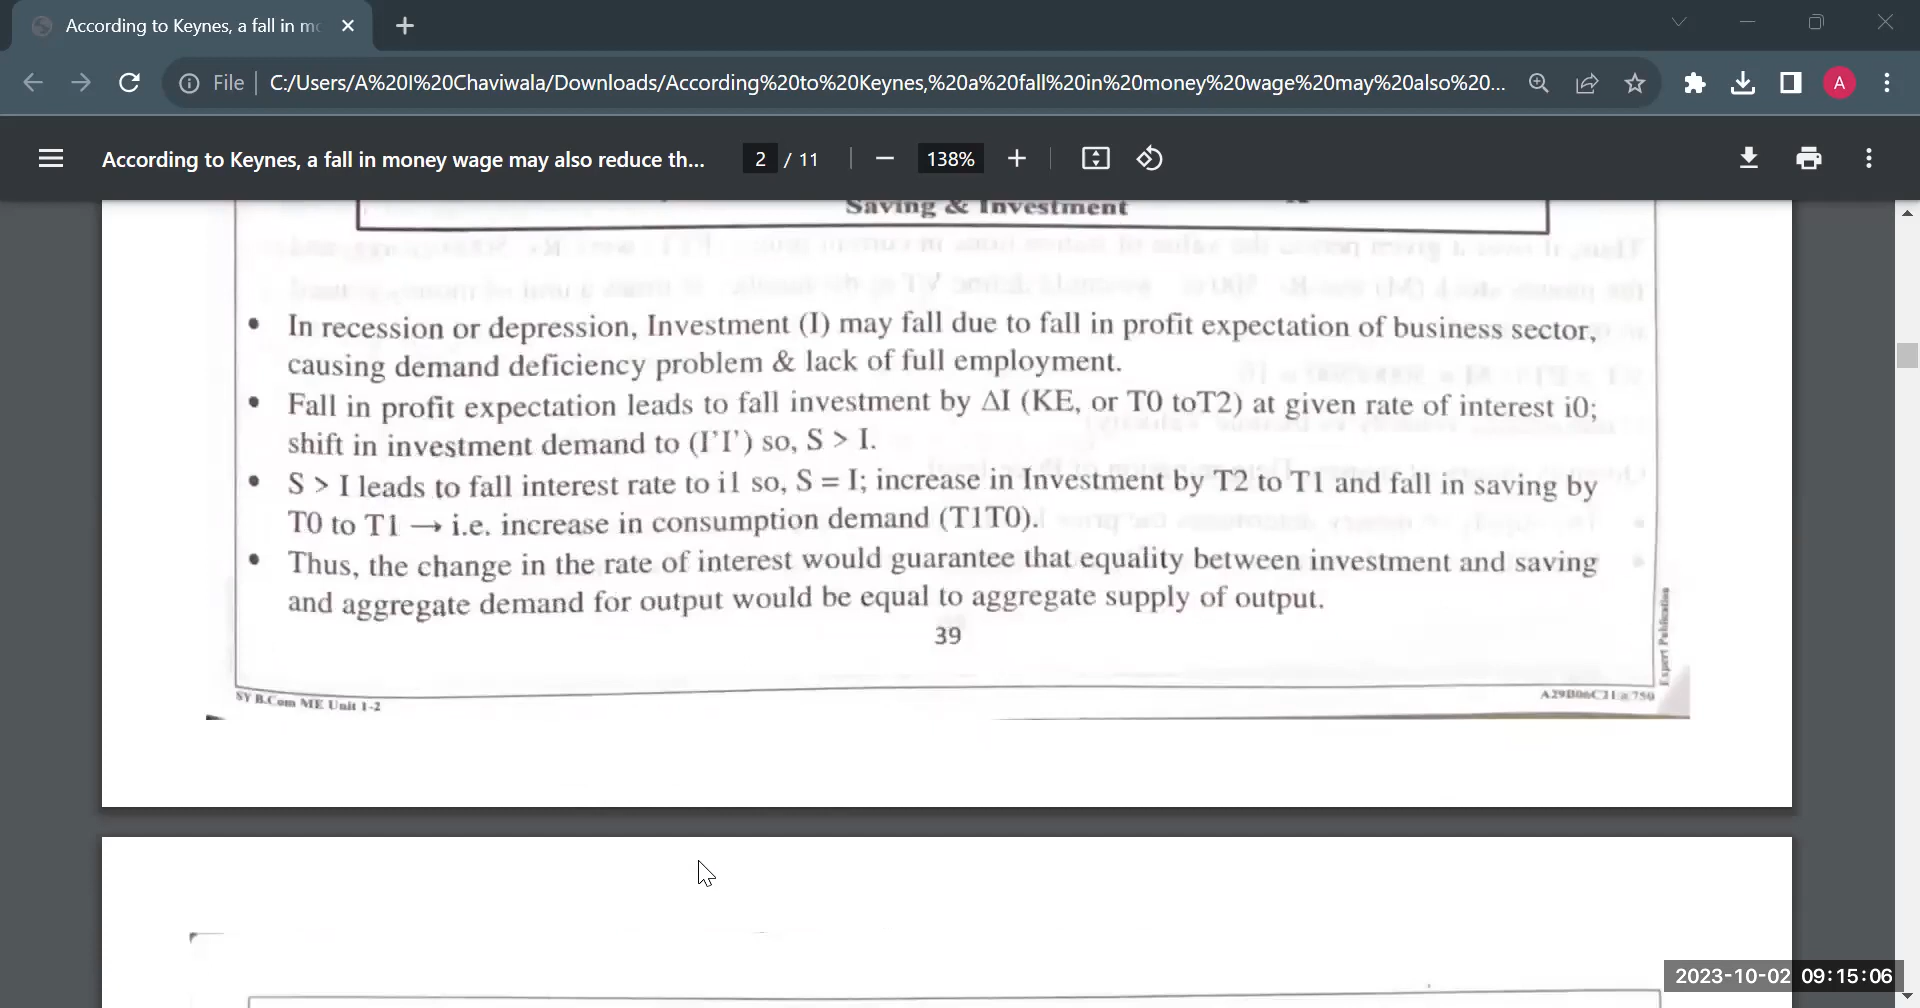 According to Keynes, a fall in mo
File
C:/Users/A%20I%20Chaviwala/Downloads/According%20to%20Keynes,%20a%20fall%20in%20money%20wage%20may%20also%20...
A
According to Keynes, a fall in money wage may also reduce th...
2 / 11
138%
Saving & Investment
• In recession or depression, Investment (I) may fall due to fall in profit expectation of business sector,
causing demand deficiency problem & lack of full employment.
• Fall in profit expectation leads to fall investment by ΔI (KE, or T0 toT2) at given rate of interest i0;
shift in investment demand to (I'I') so, S > I.
• S > I leads to fall interest rate to i1 so, S = I; increase in Investment by T2 to T1 and fall in saving by
T0 to T1 → i.e. increase in consumption demand (T1T0).
• Thus, the change in the rate of interest would guarantee that equality between investment and saving
and aggregate demand for output would be equal to aggregate supply of output.
39
Expert Publication
SY B.Com ME Unit 1-2
2023-10-02 09:15:06